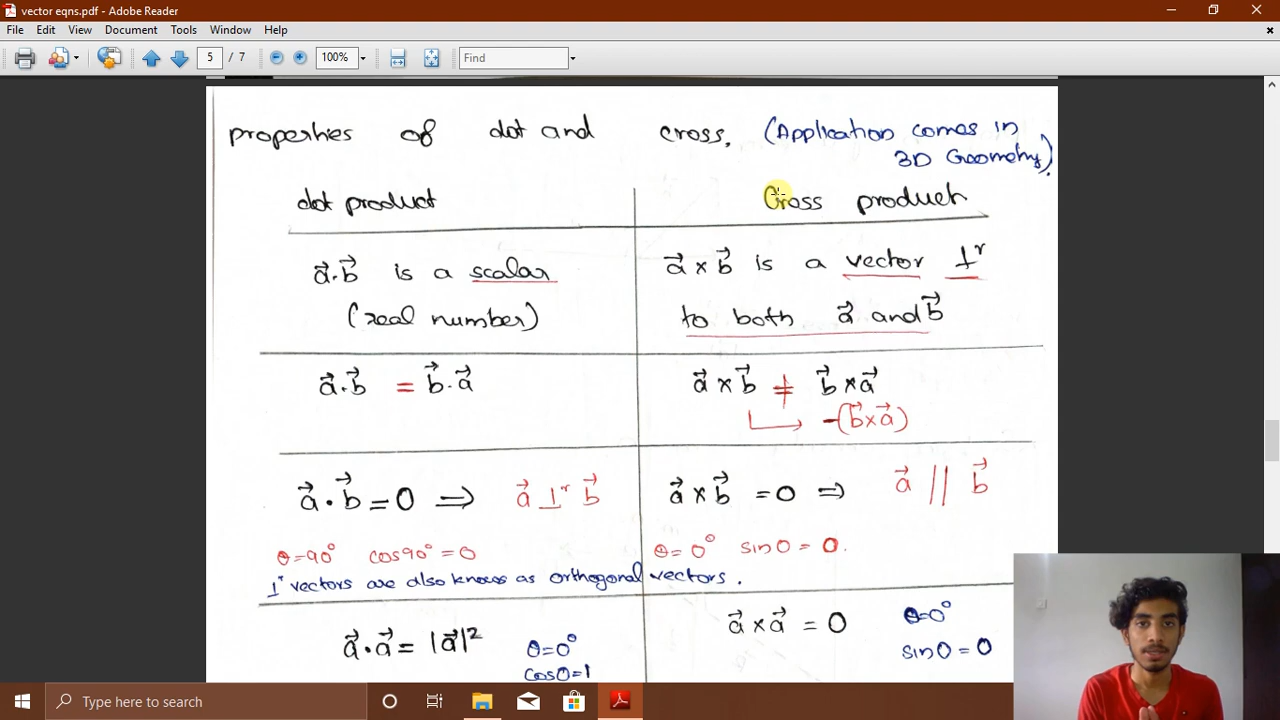 vector eqns.pdf - Adobe Reader
File Edit View Document Tools Window Help
5 / 7 100% Find
properties of dot and cross. (Application comes in
3D Geometry).
dot product Cross product
a⃗·b⃗ is a scalar
(real number)
a⃗ × b⃗ is a vector ⊥r
to both a⃗ and b⃗
a⃗·b⃗ = b⃗·a⃗
a⃗ × b⃗ ≠ b⃗ × a⃗
-(b⃗×a⃗)
a⃗·b⃗ = 0 ⟹ a⃗ ⊥r b⃗
a⃗ × b⃗ = 0 ⟹ a⃗ || b⃗
θ=90° cos90°=0
θ=0° sin0 = 0.
⊥r vectors are also known as orthogonal vectors.
a⃗·a⃗ = |a⃗|² θ=0°
cos0=1
a⃗ × a⃗ = 0 θ=0°
sin0 = 0
Type here to search